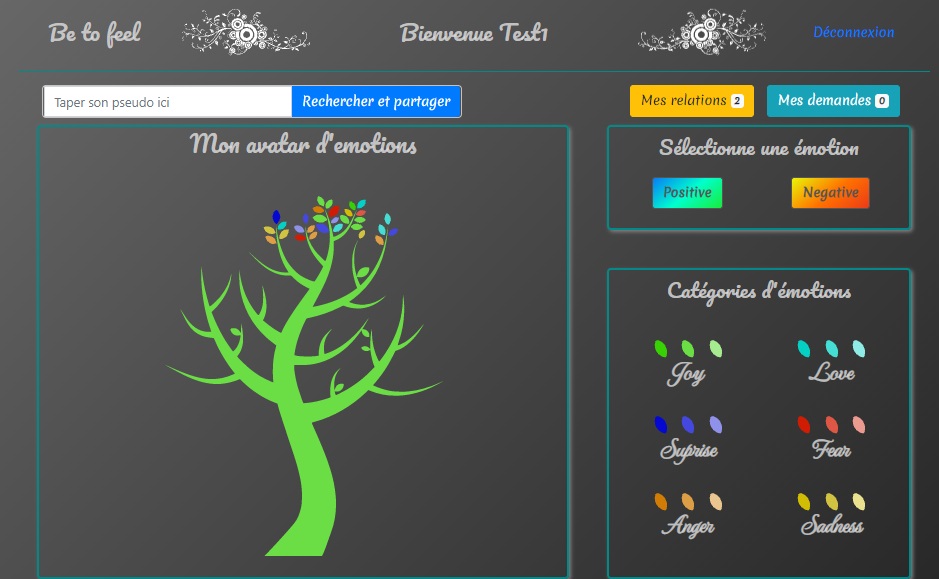 Be to feel
Bienvenue Test1
Déconnexion
Taper son pseudo ici
Rechercher et partager
Mes relations 2
Mes demandes 0
Mon avatar d'emotions
Sélectionne une émotion
Positive
Negative
Catégories d'émotions
Joy
Love
Suprise
Fear
Anger
Sadness